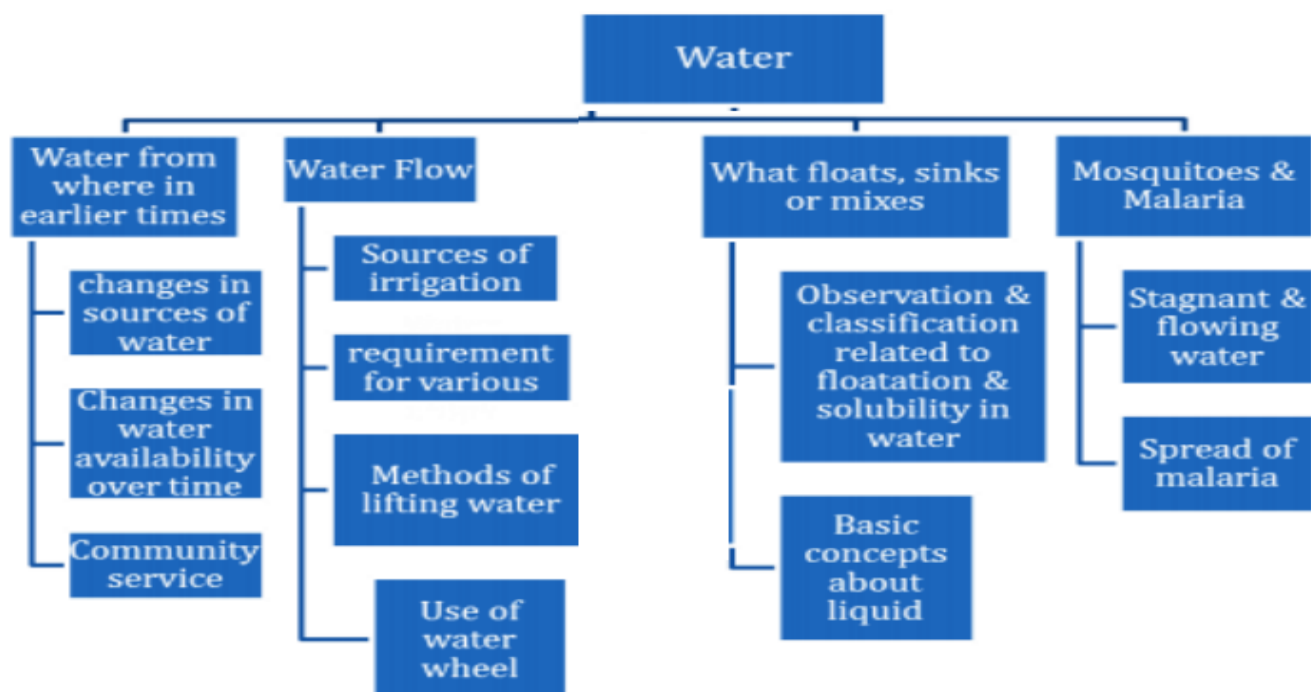 Water
Water from
where in
earlier times
changes in
sources of
water
Changes in
water
availability
over time
Community
service
Water Flow
Sources of
irrigation
requirement
for various
Methods of
lifting water
Use of
water
wheel
What floats, sinks
or mixes
Observation &
classification
related to
floatation &
solubility in
water
Basic
concepts
about
liquid
Mosquitoes &
Malaria
Stagnant &
flowing
water
Spread of
malaria